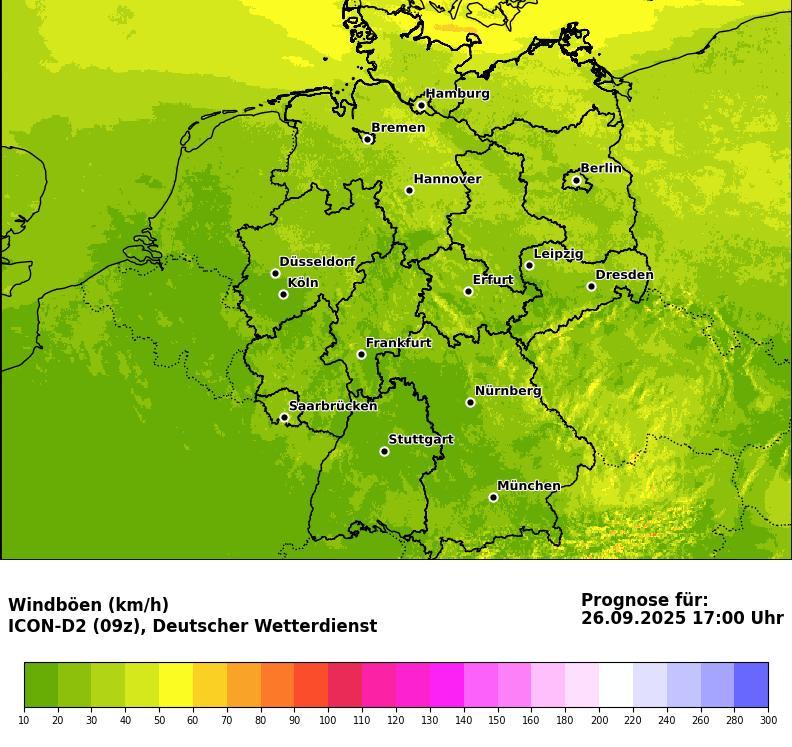 Hamburg
Bremen
Hannover
Berlin
Düsseldorf
Köln
Leipzig
Erfurt
Dresden
Frankfurt
Nürnberg
Saarbrücken
Stuttgart
München
Windböen (km/h)
ICON-D2 (09z), Deutscher Wetterdienst
Prognose für:
26.09.2025 17:00 Uhr
10 20 30 40 50 60 70 80 90 100 110 120 130 140 150 160 180 200 220 240 260 280 300